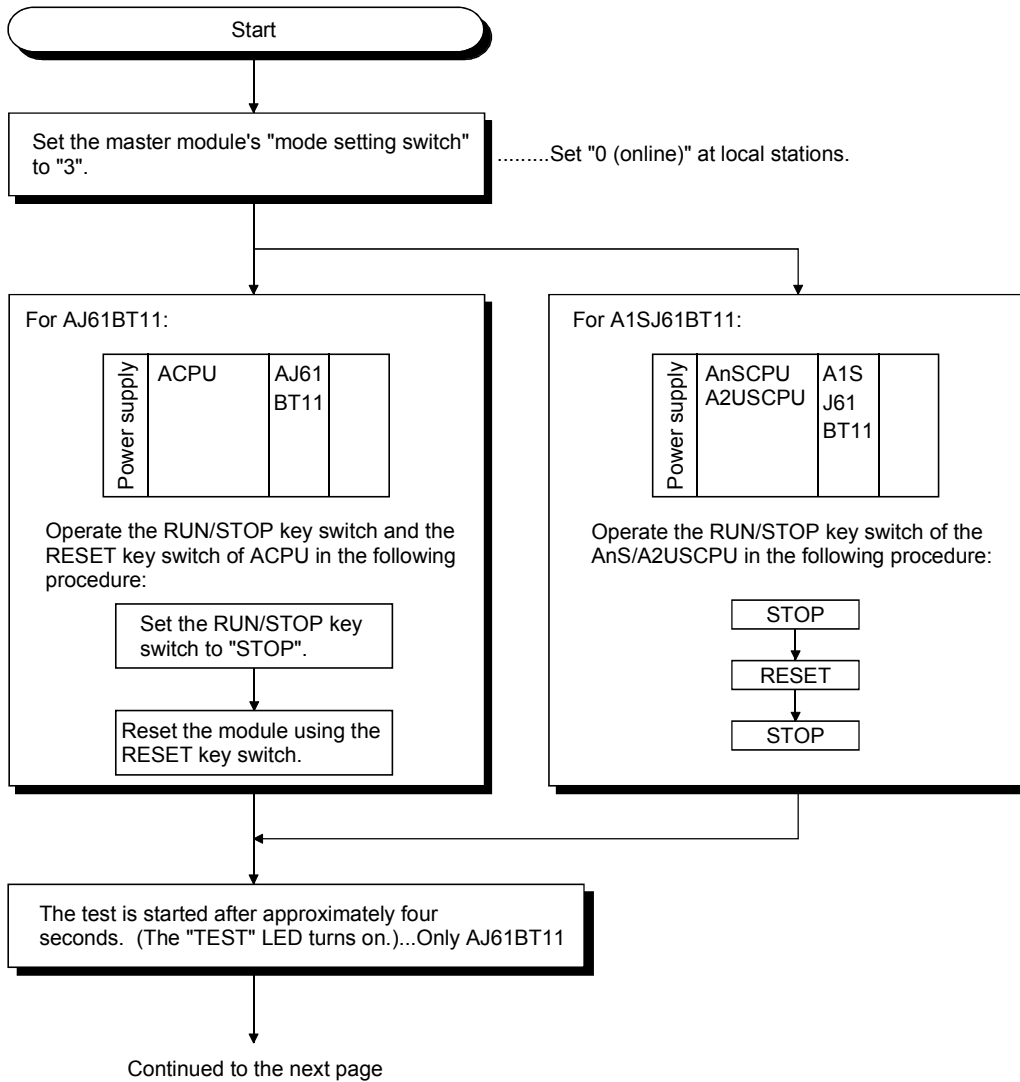 Start
Set the master module's "mode setting switch"
to "3".
.........Set "0 (online)" at local stations.
For AJ61BT11:
Power supply
ACPU
AJ61
BT11
Operate the RUN/STOP key switch and the
RESET key switch of ACPU in the following
procedure:
Set the RUN/STOP key
switch to "STOP".
Reset the module using the
RESET key switch.
For A1SJ61BT11:
Power supply
AnSCPU
A2USCPU
A1S
J61
BT11
Operate the RUN/STOP key switch of the
AnS/A2USCPU in the following procedure:
STOP
RESET
STOP
The test is started after approximately four
seconds.  (The "TEST" LED turns on.)...Only AJ61BT11
Continued to the next page